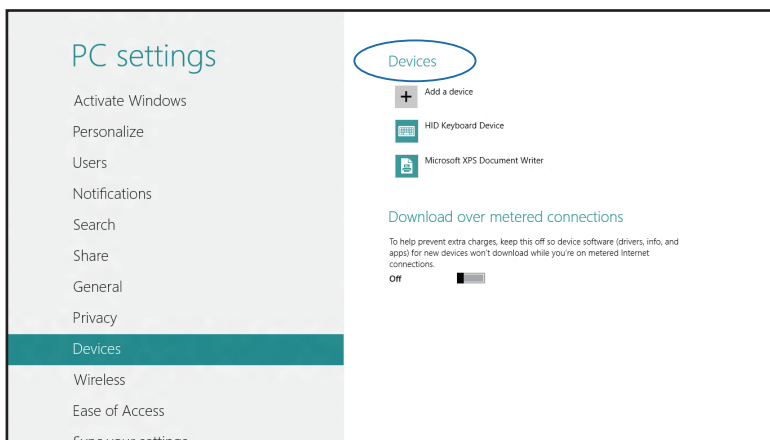 PC settings
Activate Windows
Personalize
Users
Notifications
Search
Share
General
Privacy
Devices
Wireless
Ease of Access
Sync your settings
Devices
Add a device
HID Keyboard Device
Microsoft XPS Document Writer
Download over metered connections
To help prevent extra charges, keep this off so device software (drivers, info, and
apps) for new devices won't download while you're on metered Internet
connections.
Off